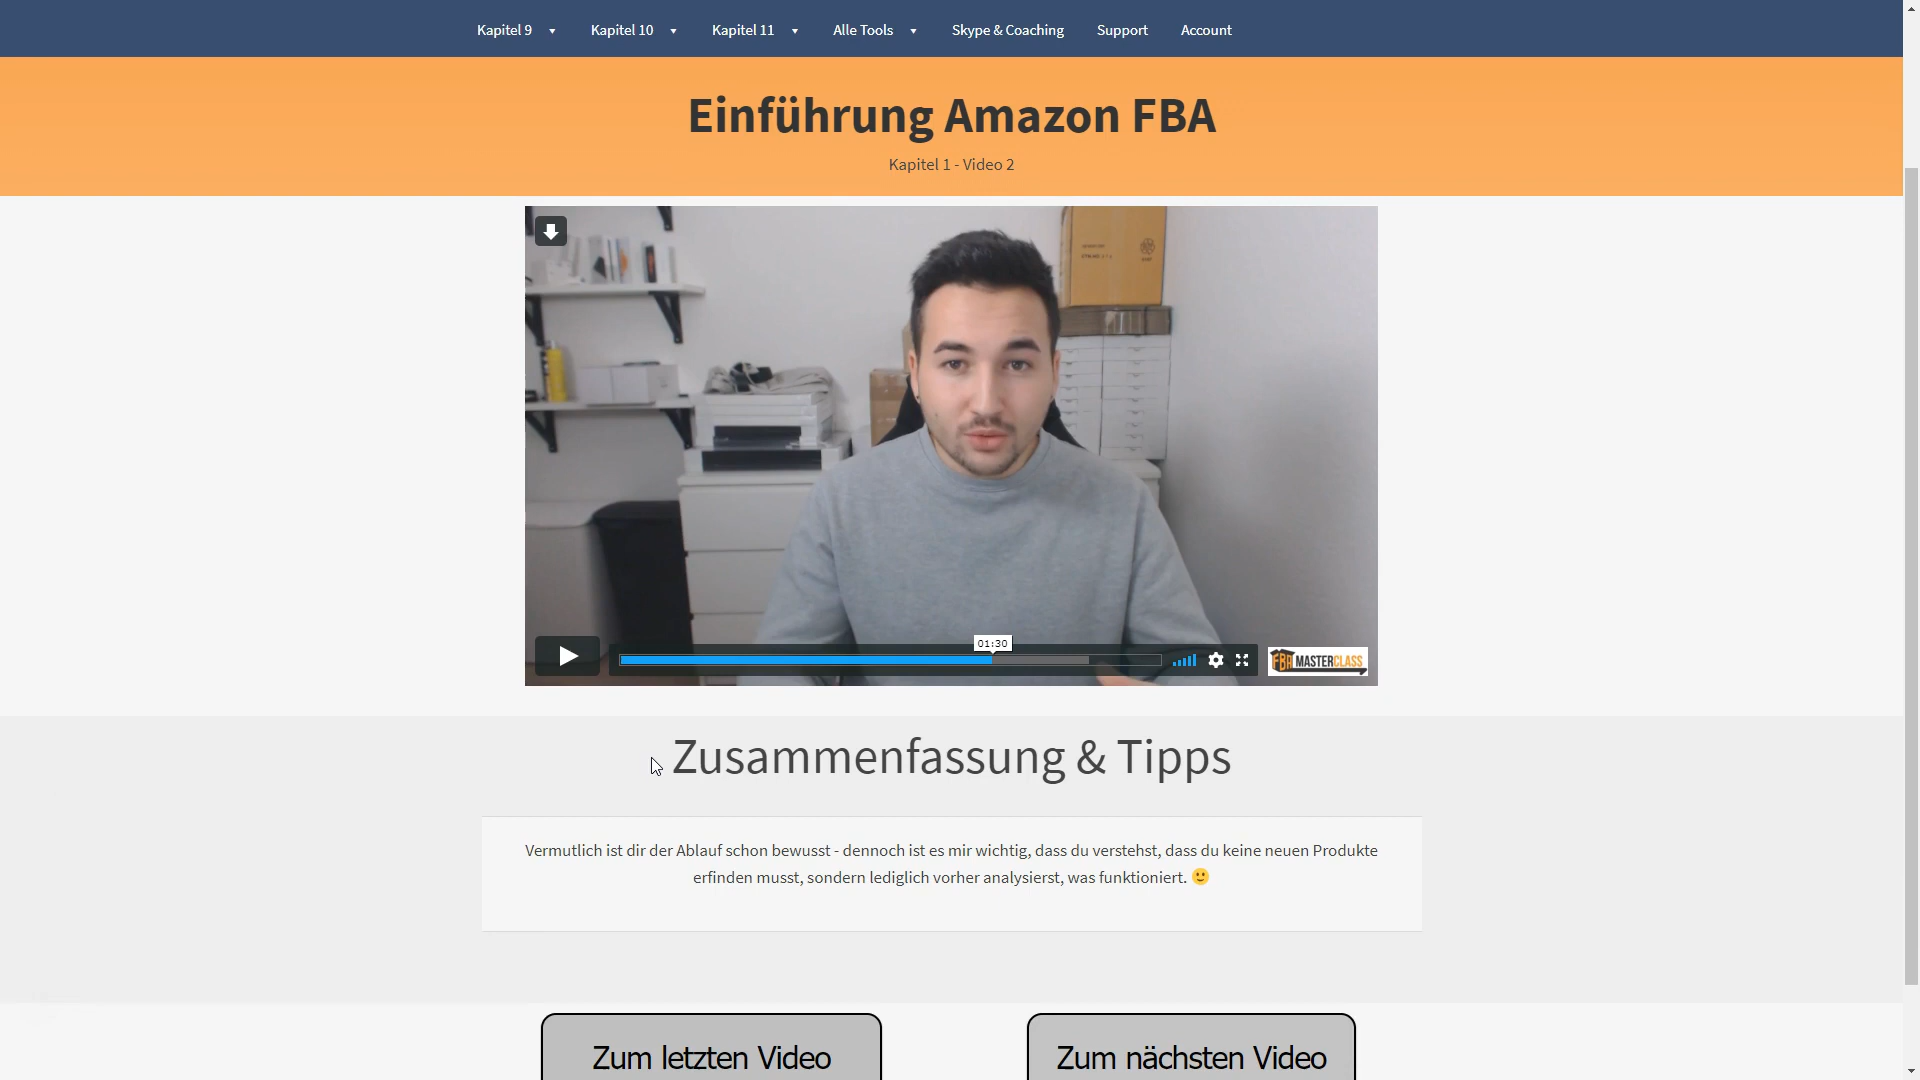 Kapitel 9 Kapitel 10 Kapitel 11 Alle Tools Skype & Coaching Support Account
Einführung Amazon FBA
Kapitel 1 - Video 2
01:30
FBA MASTERCLASS
Zusammenfassung & Tipps
Vermutlich ist dir der Ablauf schon bewusst - dennoch ist es mir wichtig, dass du verstehst, dass du keine neuen Produkte
erfinden musst, sondern lediglich vorher analysierst, was funktioniert. 🙂
Zum letzten Video
Zum nächsten Video